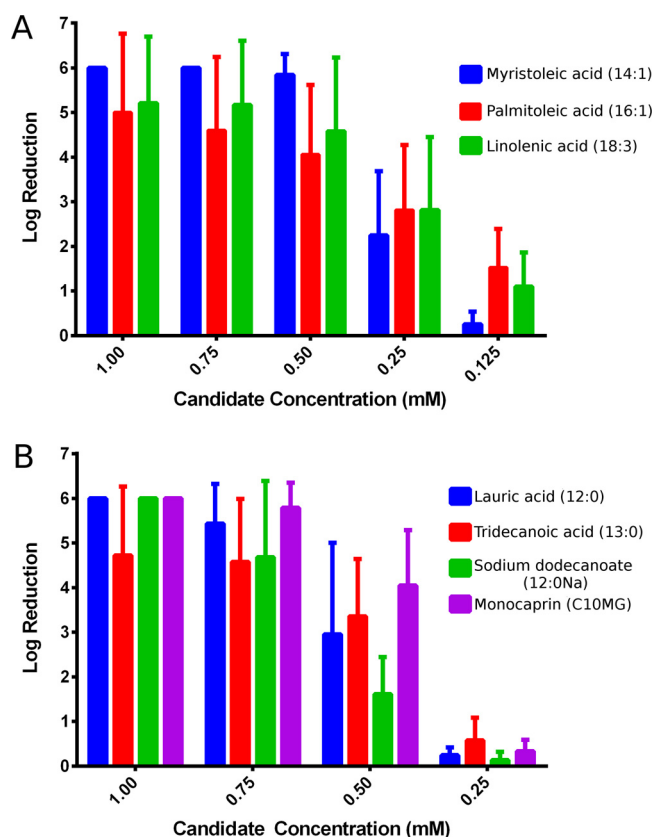 A
7
6
5
4
3
2
1
0
Log Reduction
Myristoleic acid (14:1)
Palmitoleic acid (16:1)
Linolenic acid (18:3)
1.00
0.75
0.50
0.25
0.125
Candidate Concentration (mM)
B
7
6
5
4
3
2
1
0
Log Reduction
Lauric acid (12:0)
Tridecanoic acid (13:0)
Sodium dodecanoate
(12:0Na)
Monocaprin (C10MG)
1.00
0.75
0.50
0.25
Candidate Concentration (mM)